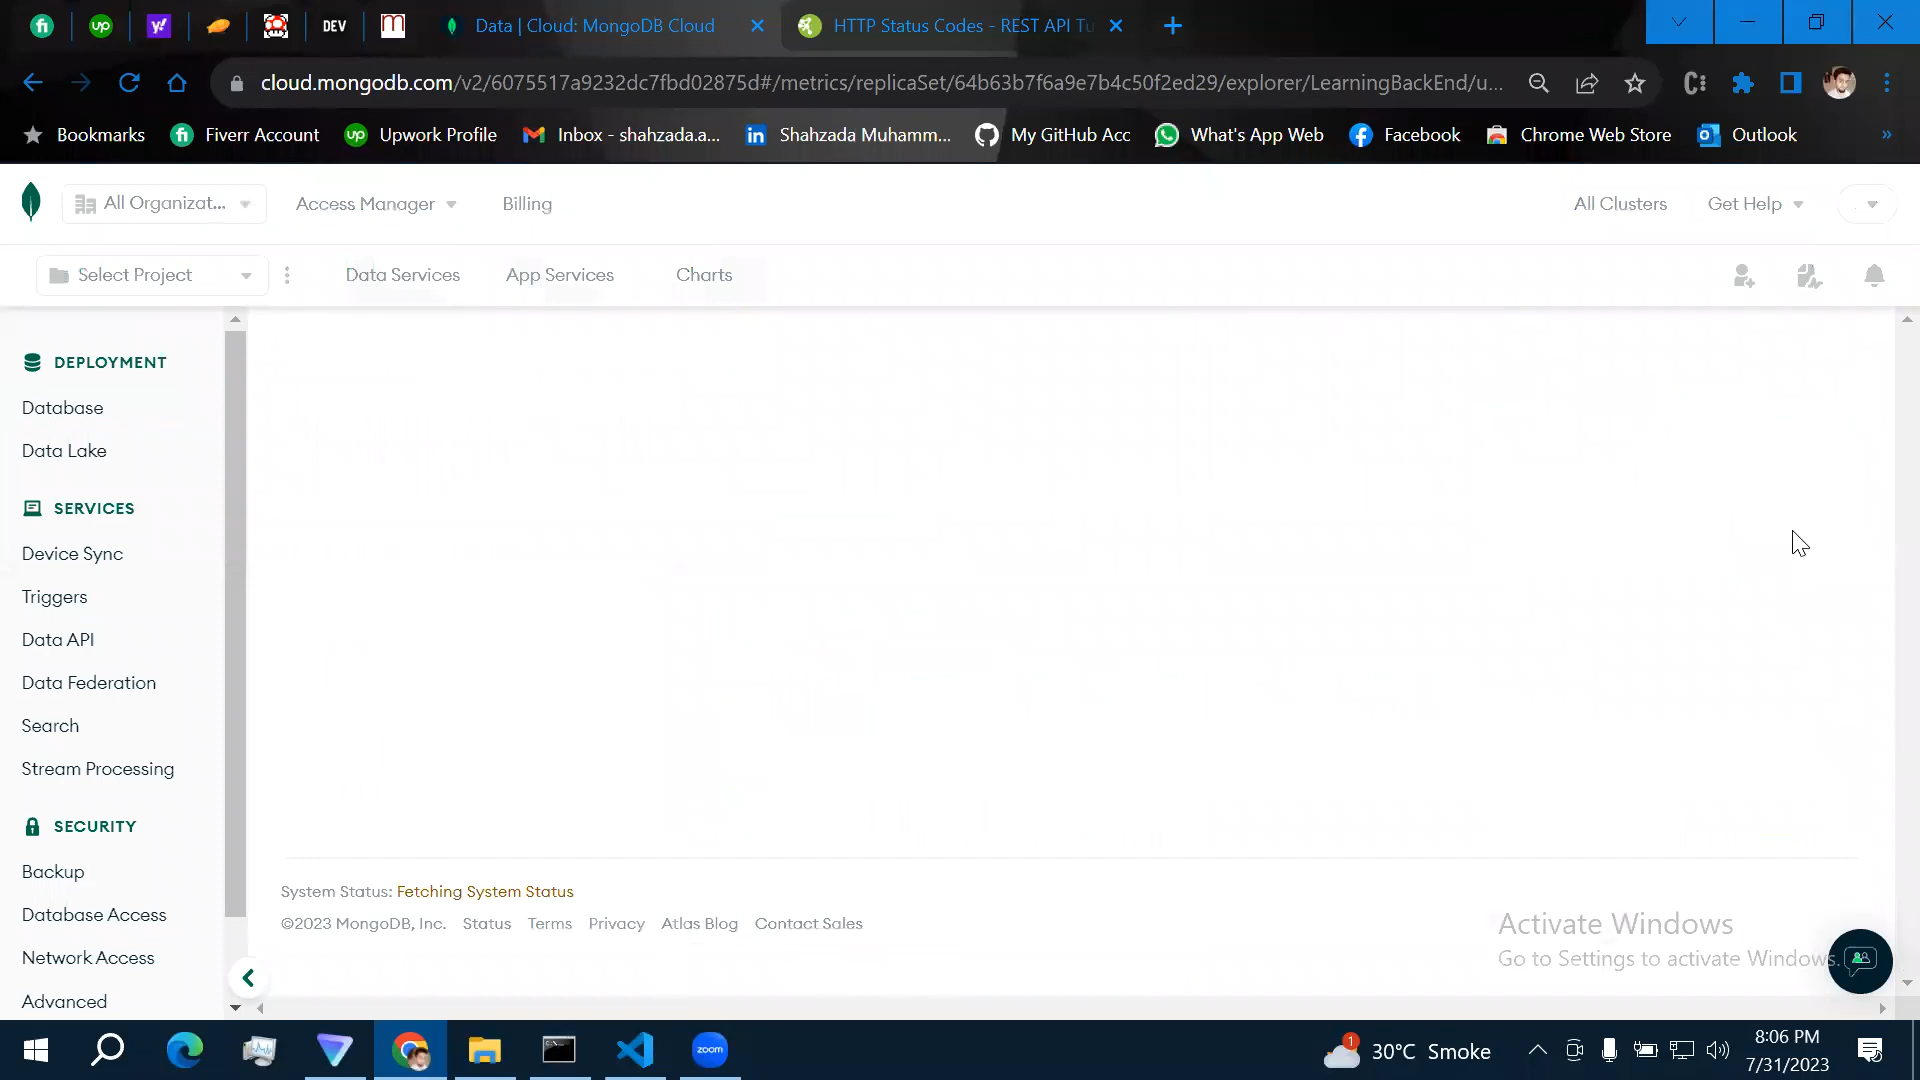 DEV
Data | Cloud: MongoDB Cloud
HTTP Status Codes - REST API Tu
cloud.mongodb.com/v2/6075517a9232dc7fbd02875d#/metrics/replicaSet/64b63b7f6a9e7b4c50f2ed29/explorer/LearningBackEnd/u...
Bookmarks
Fiverr Account
Upwork Profile
Inbox - shahzada.a...
Shahzada Muhamm...
My GitHub Acc
What's App Web
Facebook
Chrome Web Store
Outlook
All Organizat...
Access Manager
Billing
All Clusters
Get Help
Select Project
Data Services
App Services
Charts
DEPLOYMENT
Database
Data Lake
SERVICES
Device Sync
Triggers
Data API
Data Federation
Search
Stream Processing
SECURITY
Backup
Database Access
Network Access
Advanced
System Status: Fetching System Status
©2023 MongoDB, Inc. Status Terms Privacy Atlas Blog Contact Sales
Activate Windows
Go to Settings to activate Windows.
zoom
1
30°C Smoke
8:06 PM
7/31/2023